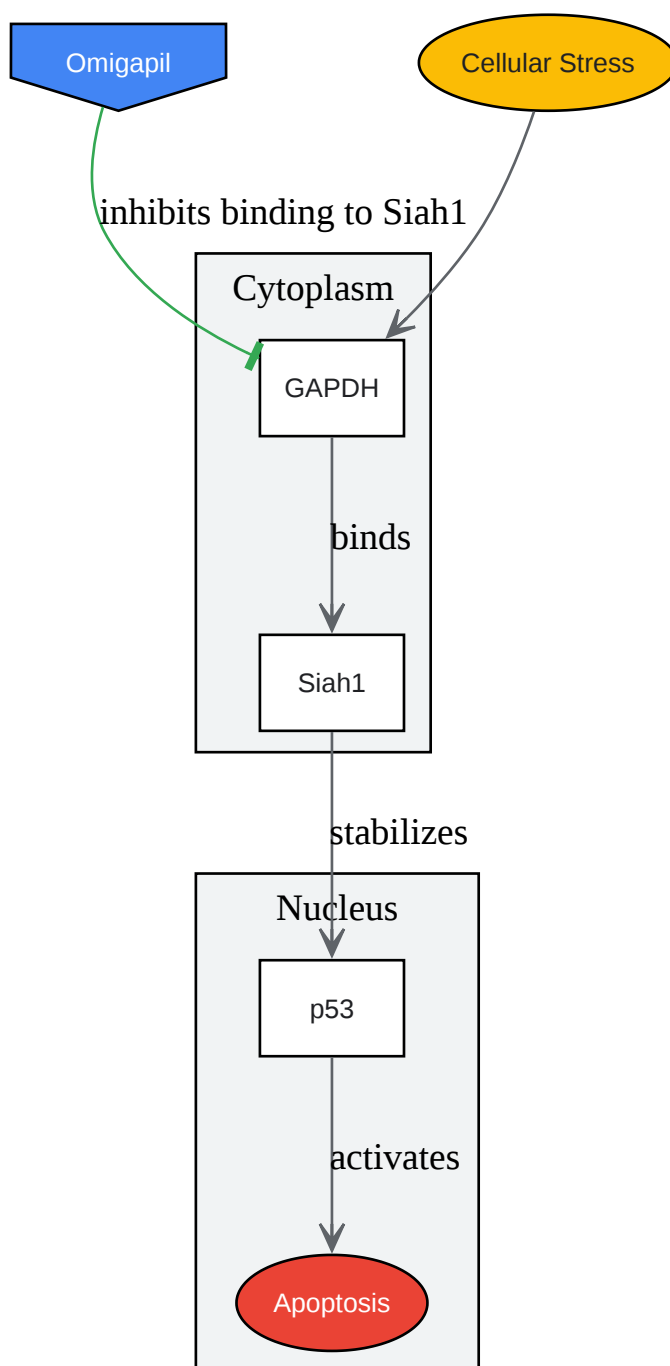 Omigapil
Cellular Stress
inhibits binding to Siah1
Cytoplasm
GAPDH
binds
Siah1
stabilizes
Nucleus
p53
activates
Apoptosis